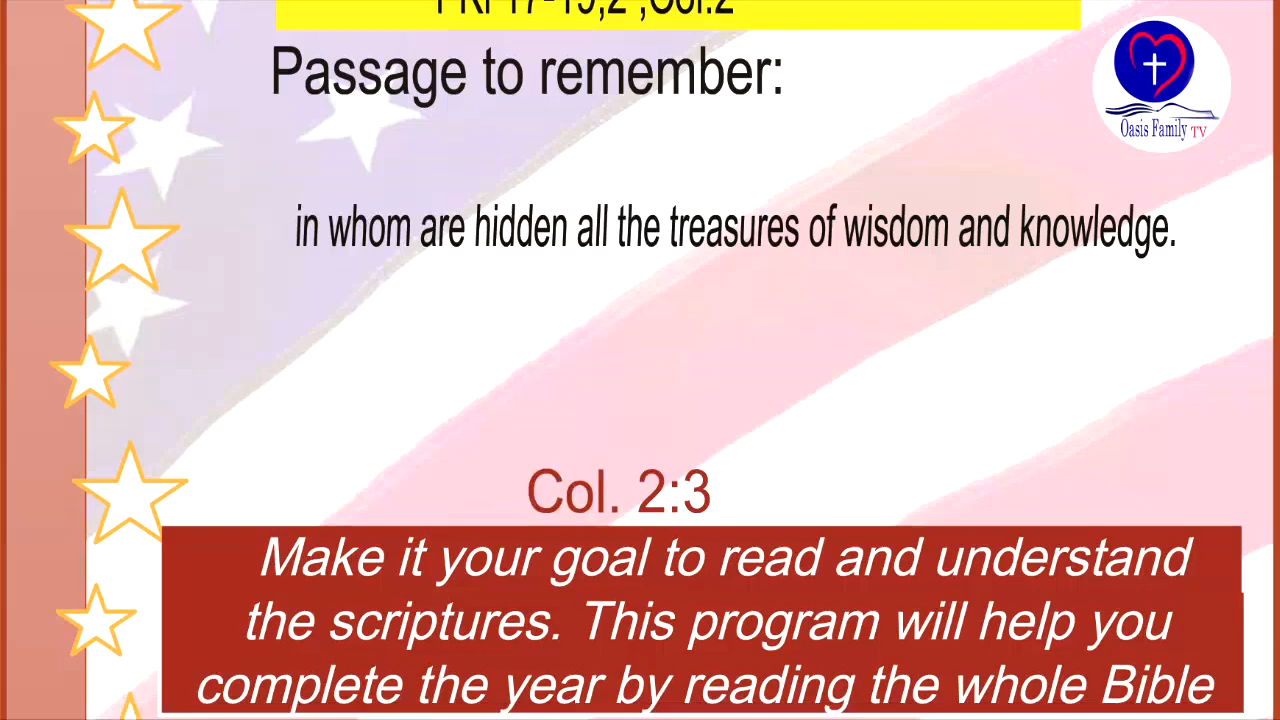 Passage to remember:
Oasis Family TV
in whom are hidden all the treasures of wisdom and knowledge.
Col. 2:3
Make it your goal to read and understand
the scriptures. This program will help you
complete the year by reading the whole Bible